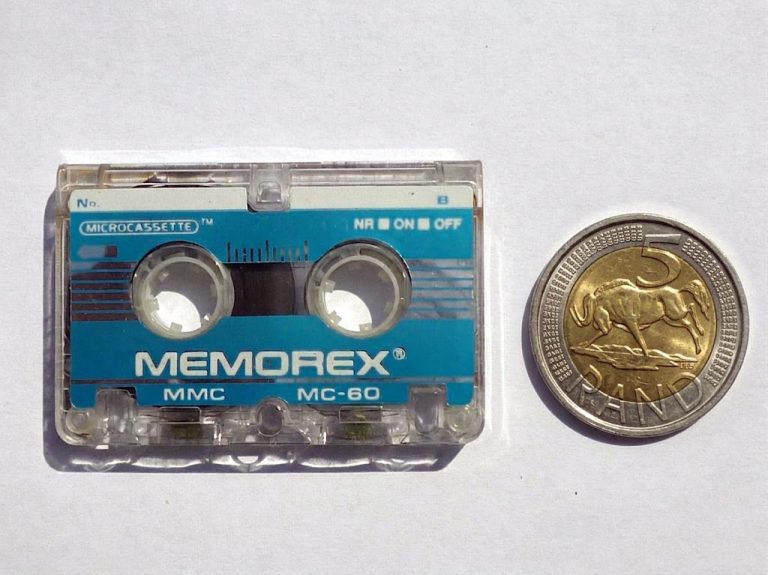 No. B
MICROCASSETTE™ NR ■ ON ■ OFF
MEMOREX®
MMC MC-60
5
RAND